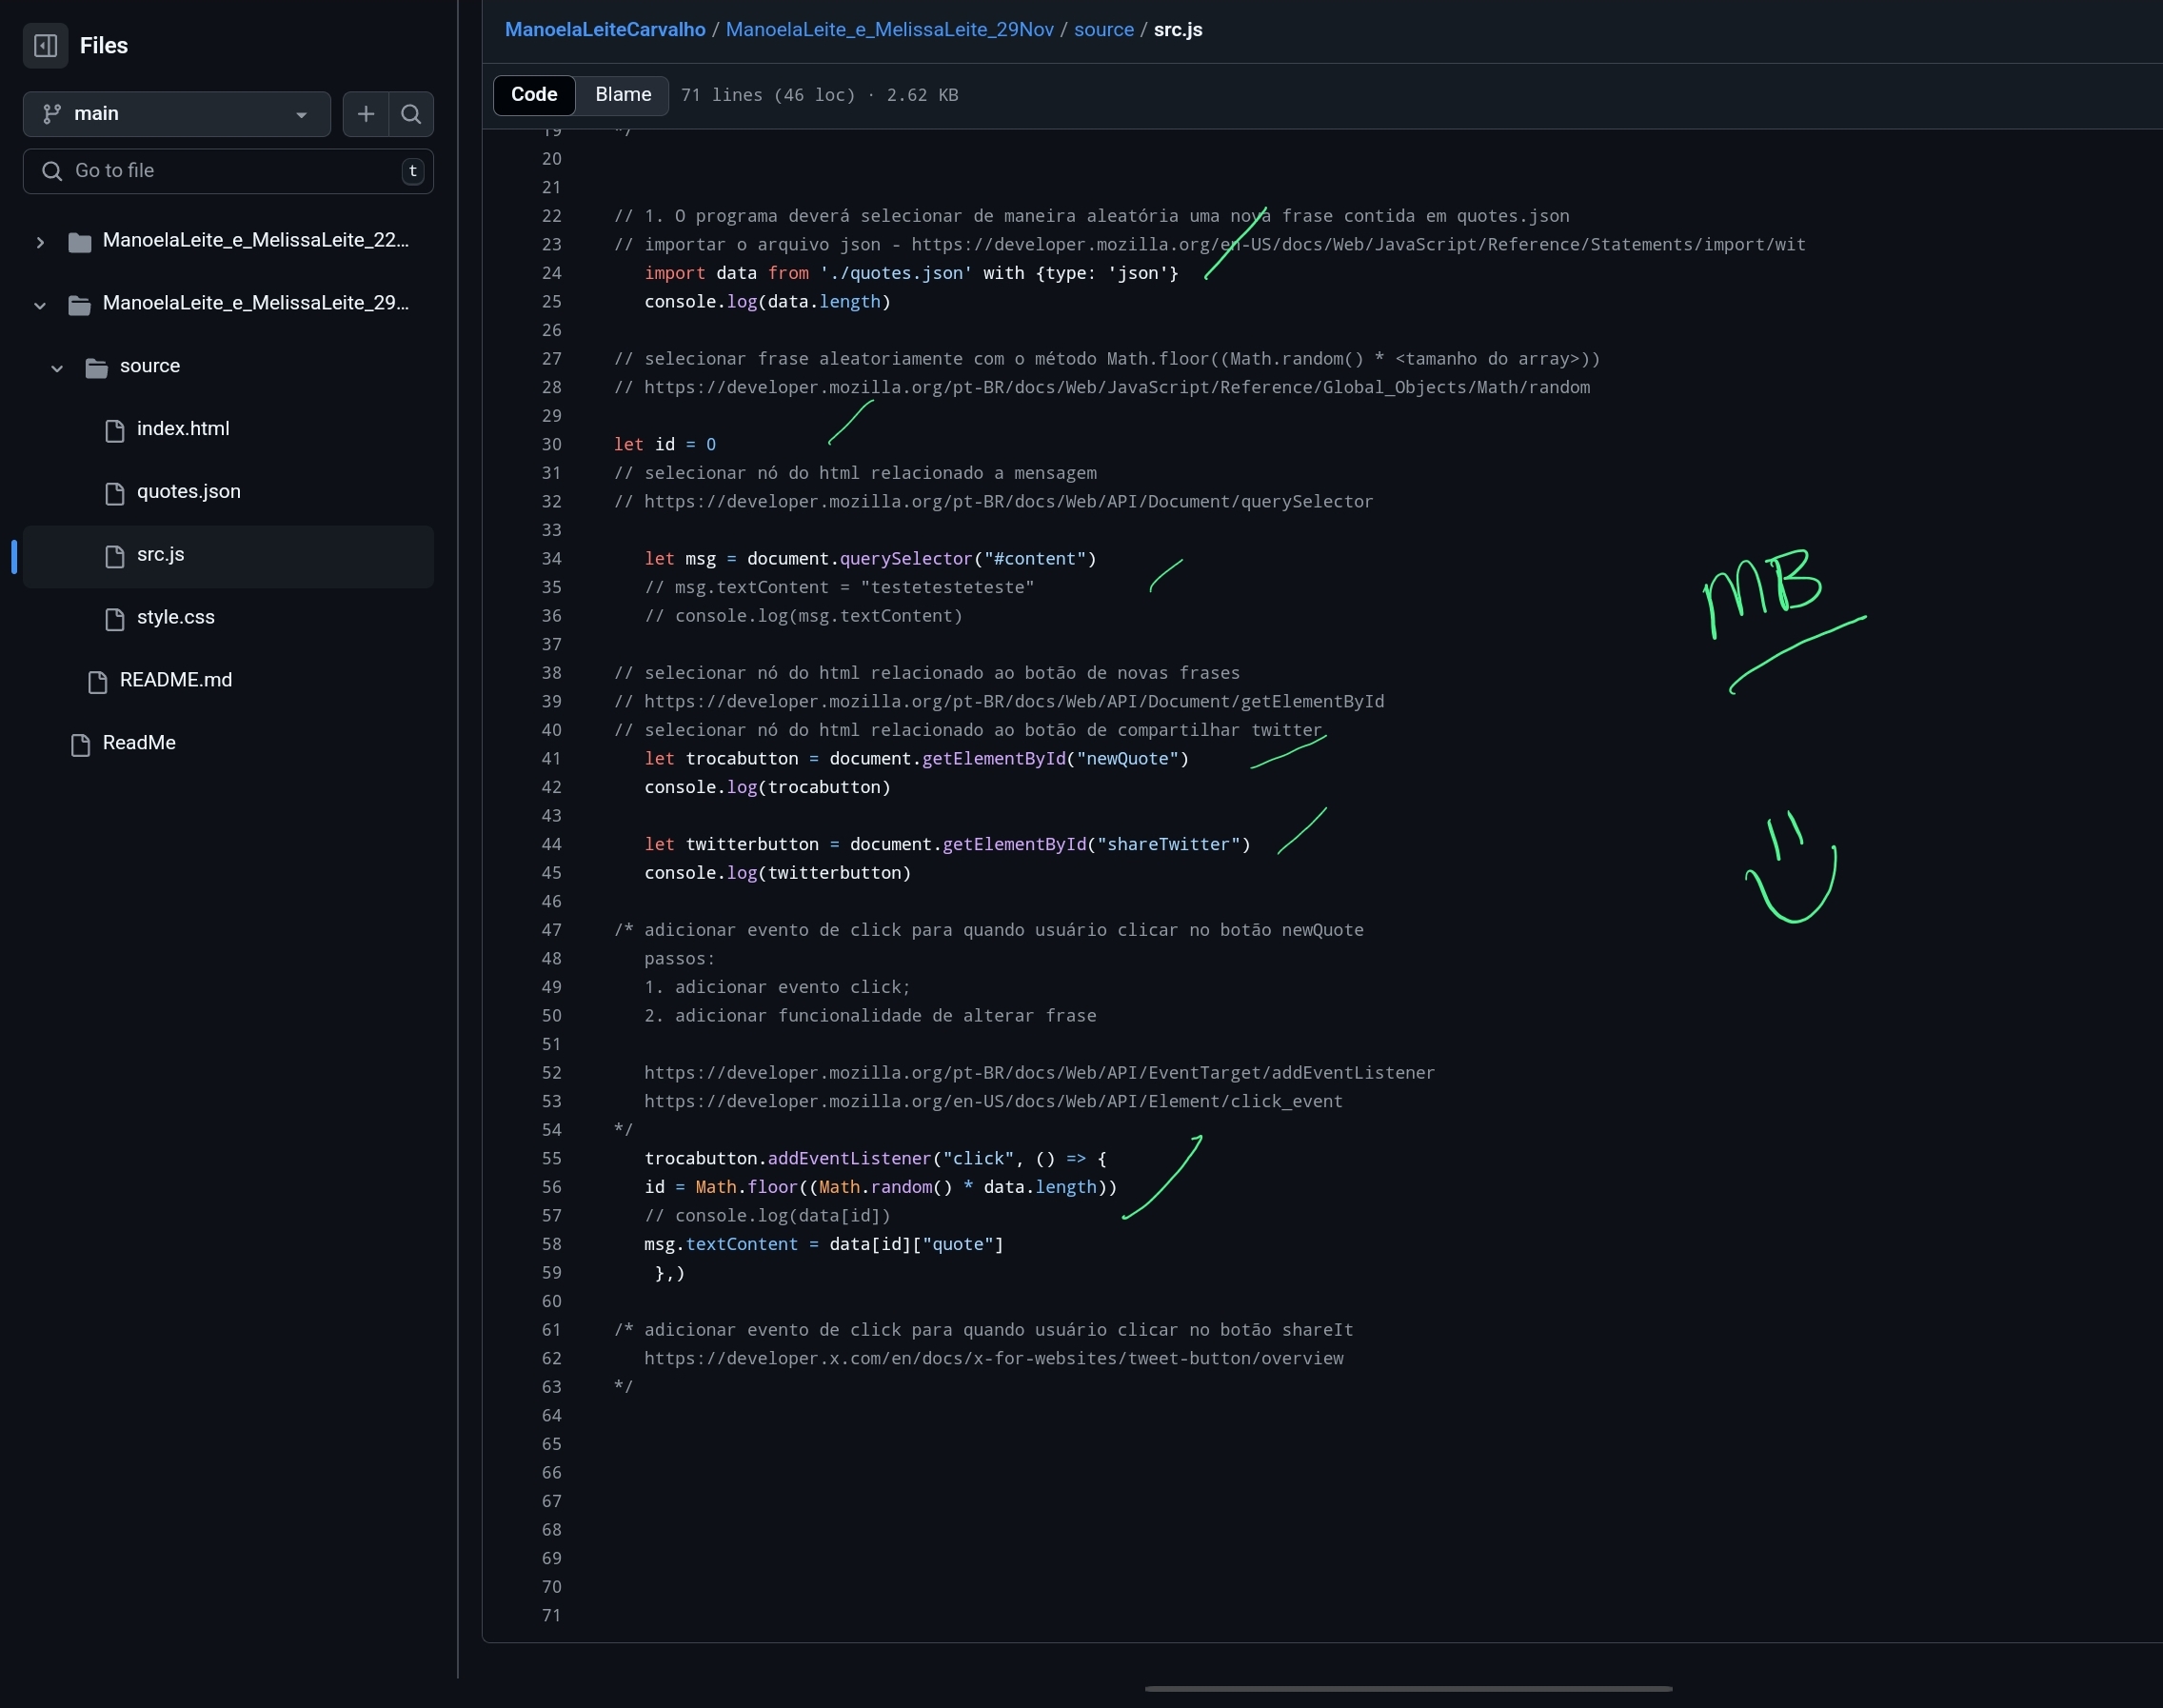 Files
main
Go to file
t
ManoelaLeite_e_MelissaLeite_22...
ManoelaLeite_e_MelissaLeite_29...
source
index.html
quotes.json
src.js
style.css
README.md
ReadMe
ManoelaLeiteCarvalho / ManoelaLeite_e_MelissaLeite_29Nov / source / src.js
Code Blame 71 lines (46 loc) · 2.62 KB
19 */
20
21
22 // 1. O programa deverá selecionar de maneira aleatória uma nova frase contida em quotes.json
23 // importar o arquivo json - https://developer.mozilla.org/en-US/docs/Web/JavaScript/Reference/Statements/import/wit
24 import data from './quotes.json' with {type: 'json'}
25 console.log(data.length)
26
27 // selecionar frase aleatoriamente com o método Math.floor((Math.random() * <tamanho do array>))
28 // https://developer.mozilla.org/pt-BR/docs/Web/JavaScript/Reference/Global_Objects/Math/random
29
30 let id = 0
31 // selecionar nó do html relacionado a mensagem
32 // https://developer.mozilla.org/pt-BR/docs/Web/API/Document/querySelector
33
34 let msg = document.querySelector("#content")
35 // msg.textContent = "testetesteteste"
36 // console.log(msg.textContent)
37
38 // selecionar nó do html relacionado ao botão de novas frases
39 // https://developer.mozilla.org/pt-BR/docs/Web/API/Document/getElementById
40 // selecionar nó do html relacionado ao botão de compartilhar twitter
41 let trocabutton = document.getElementById("newQuote")
42 console.log(trocabutton)
43
44 let twitterbutton = document.getElementById("shareTwitter")
45 console.log(twitterbutton)
46
47 /* adicionar evento de click para quando usuário clicar no botão newQuote
48 passos:
49 1. adicionar evento click;
50 2. adicionar funcionalidade de alterar frase
51
52 https://developer.mozilla.org/pt-BR/docs/Web/API/EventTarget/addEventListener
53 https://developer.mozilla.org/en-US/docs/Web/API/Element/click_event
54 */
55 trocabutton.addEventListener("click", () => {
56 id = Math.floor((Math.random() * data.length))
57 // console.log(data[id])
58 msg.textContent = data[id]["quote"]
59 },)
60
61 /* adicionar evento de click para quando usuário clicar no botão shareIt
62 https://developer.x.com/en/docs/x-for-websites/tweet-button/overview
63 */
64
65
66
67
68
69
70
71
MB